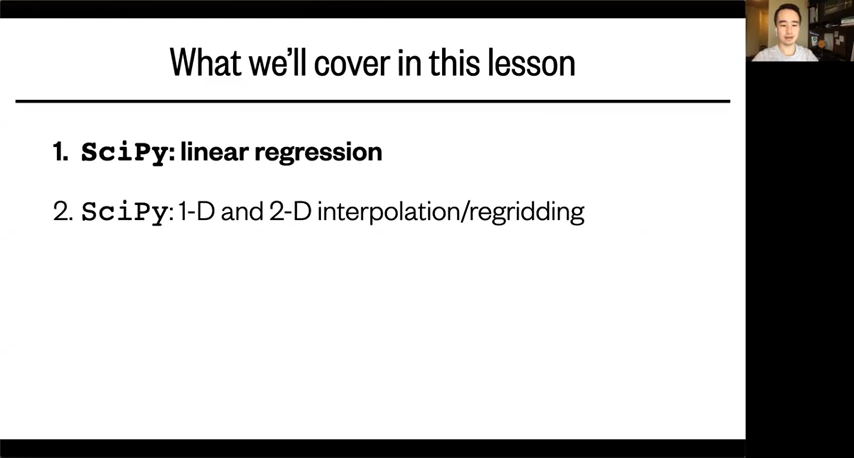 What we'll cover in this lesson
1. SciPy: linear regression
2. SciPy: 1-D and 2-D interpolation/regridding